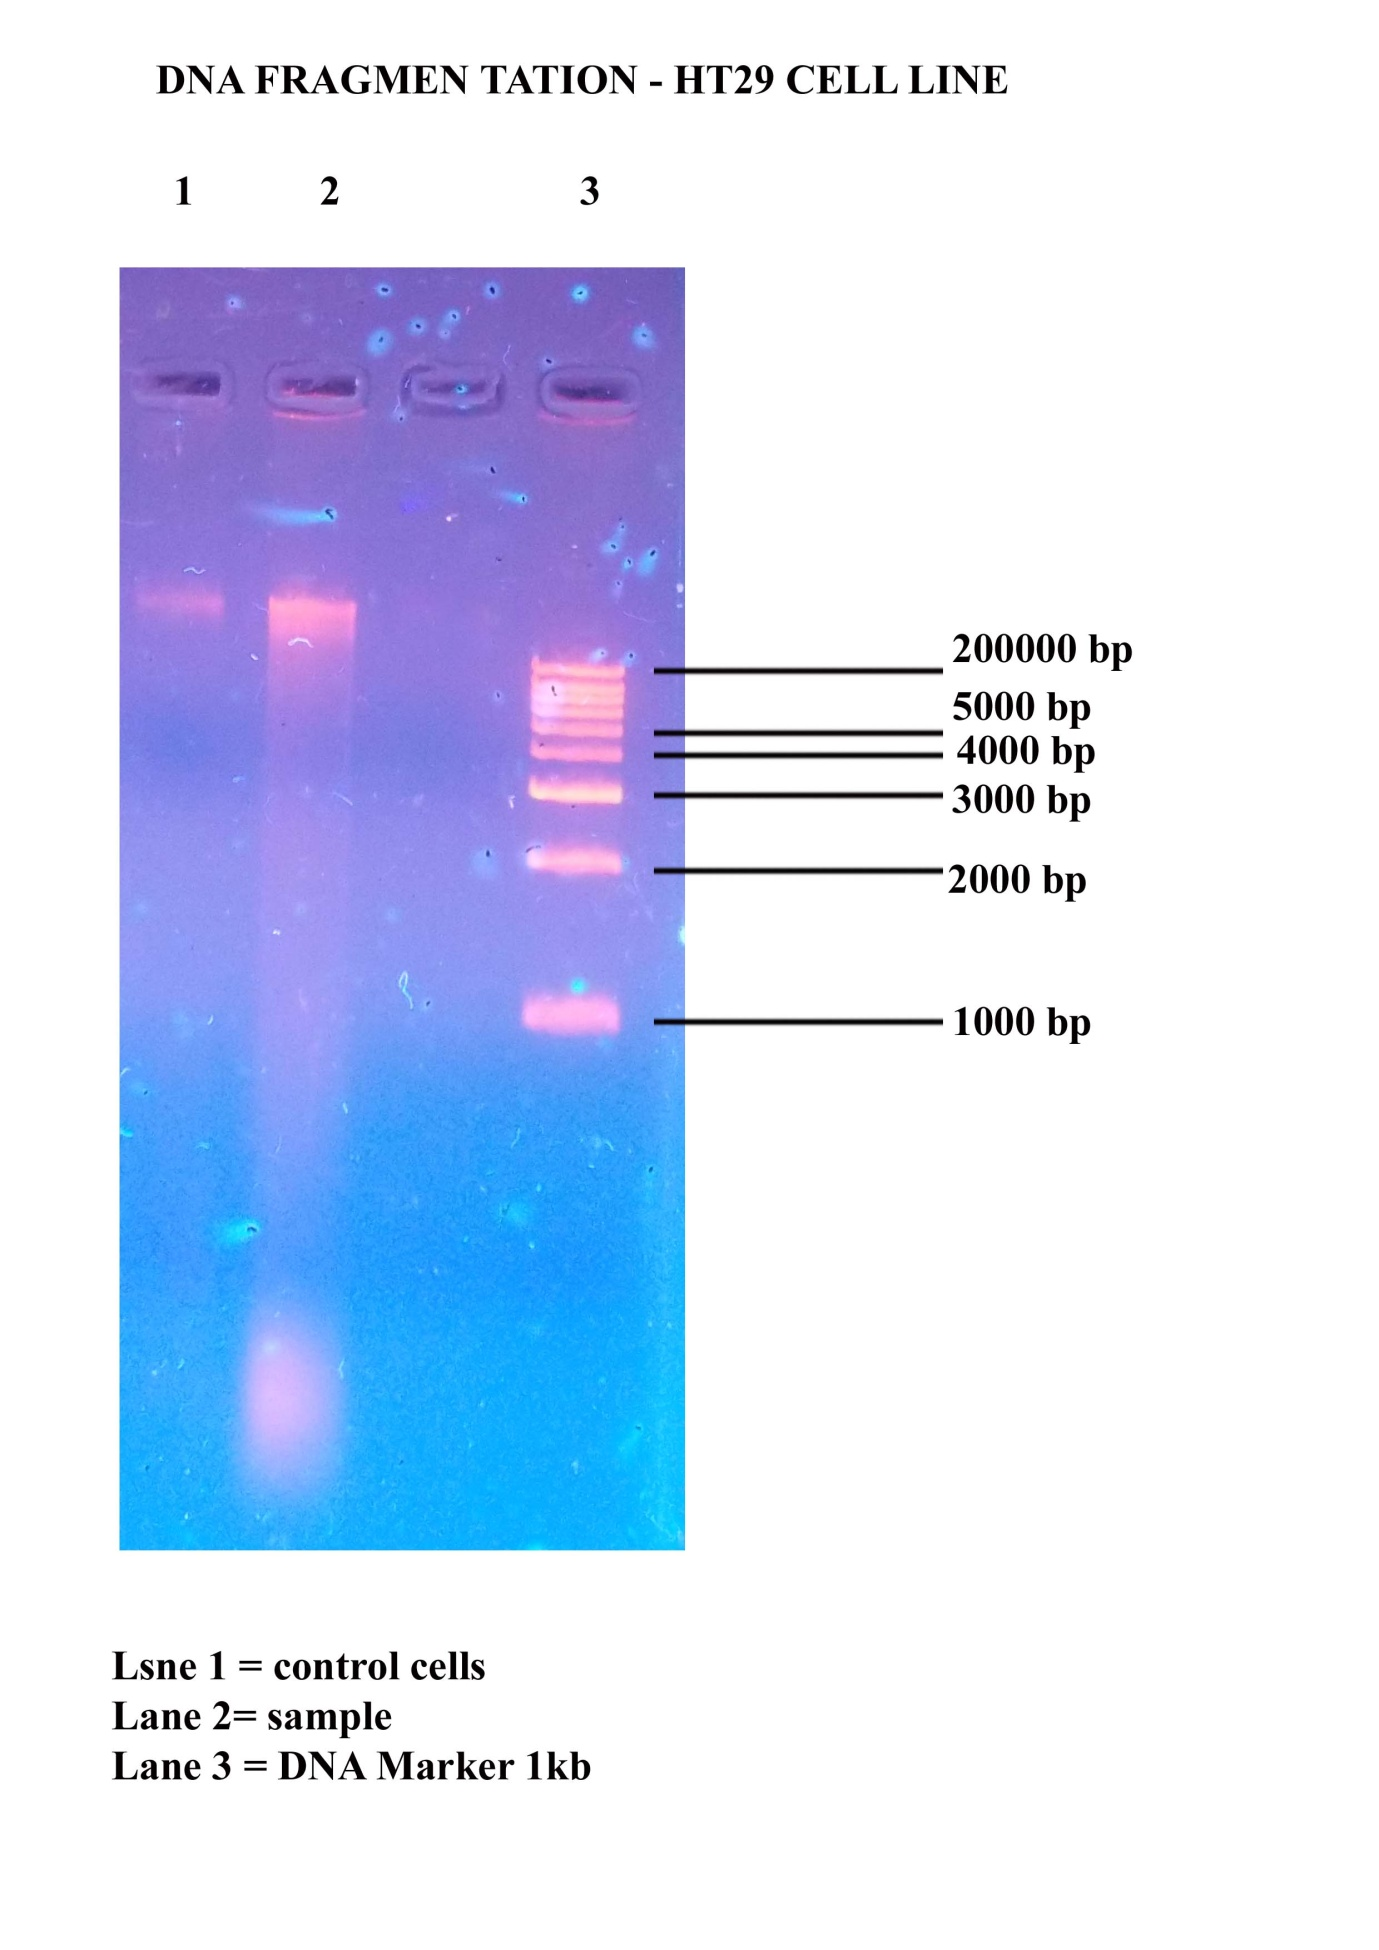 DNA FRAGMEN TATION - HT29 CELL LINE
1 2 3
200000 bp
5000 bp
4000 bp
3000 bp
2000 bp
1000 bp
Lsne 1 = control cells
Lane 2= sample
Lane 3 = DNA Marker 1kb